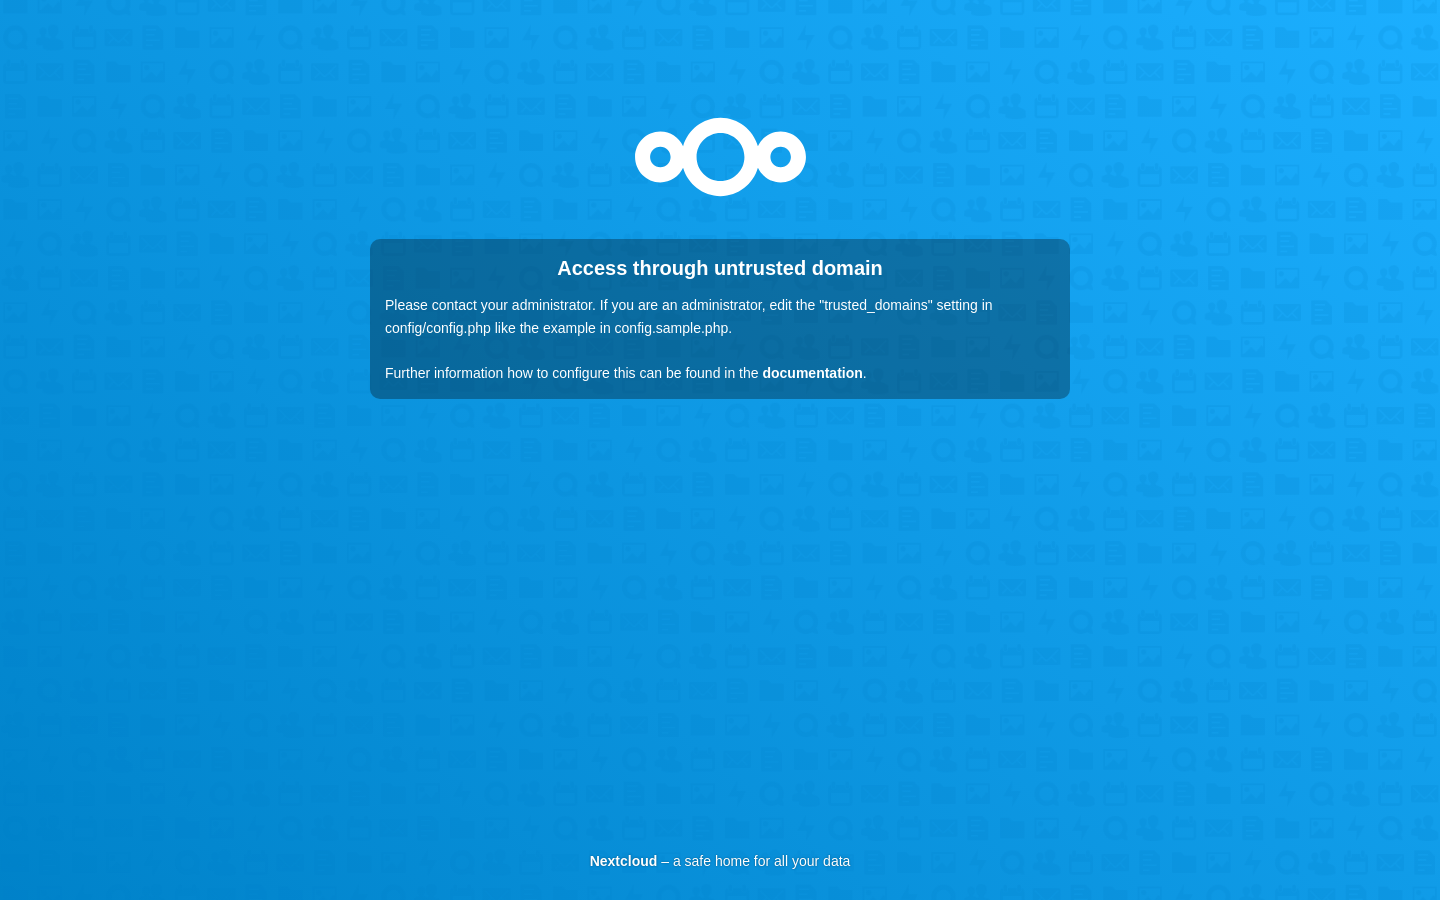 Access through untrusted domain
Please contact your administrator. If you are an administrator, edit the "trusted_domains" setting in
config/config.php like the example in config.sample.php.
Further information how to configure this can be found in the documentation.
Nextcloud – a safe home for all your data